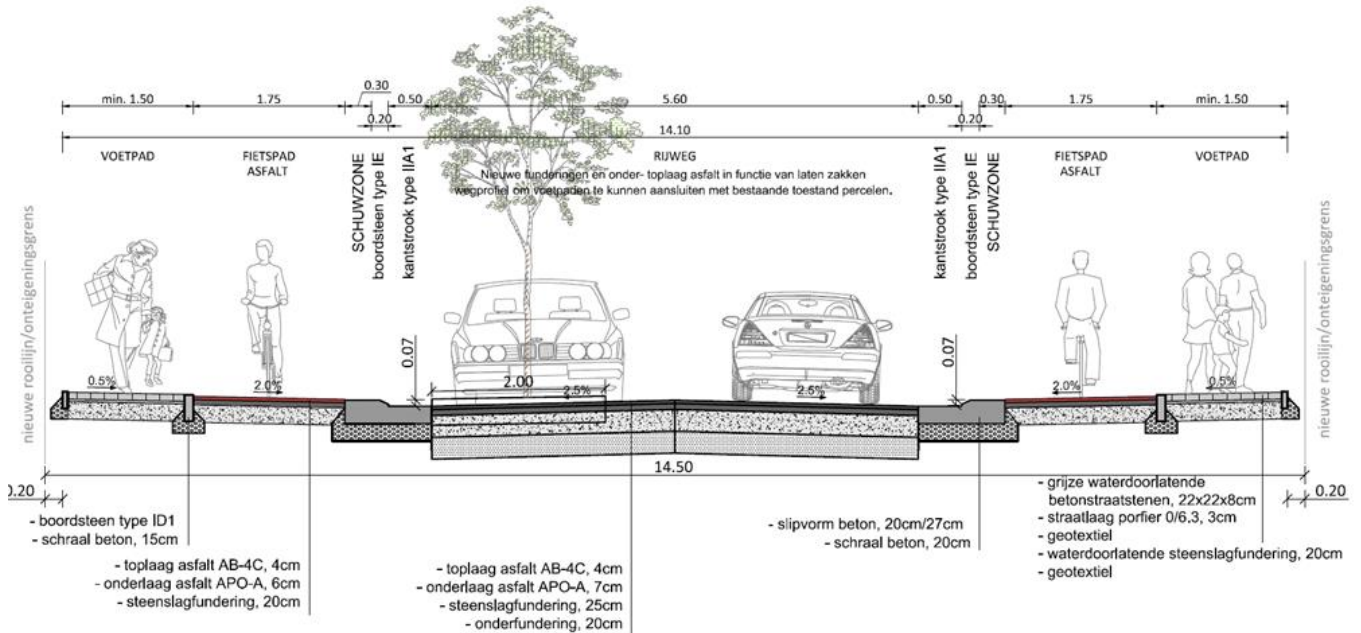 0.30
min. 1.50 1.75 0.50 5.60 0.50 0.30 1.75 min. 1.50
0.20 0.20
14.10
VOETPAD FIETSPAD RIJWEG FIETSPAD VOETPAD
ASFALT ASFALT
Nieuwe funderingen en onder- toplaag asfalt in functie van laten zakken
wegprofiel om voetpaden te kunnen aansluiten met bestaande toestand percelen.
SCHUWZONE
boordsteen type IE
kantstrook type IIA1
kantstrook type IIA1
boordsteen type IE
SCHUWZONE
nieuwe rooilijn/onteigeningsgrens
nieuwe rooilijn/onteigeningsgrens
0.07 0.07
0.5% 2.0% 2.00 2.5% 2.5% 2.0% 0.5%
14.50
0.20 0.20
- boordsteen type ID1
- schraal beton, 15cm
- toplaag asfalt AB-4C, 4cm
- onderlaag asfalt APO-A, 6cm
- steenslagfundering, 20cm
- toplaag asfalt AB-4C, 4cm
- onderlaag asfalt APO-A, 7cm
- steenslagfundering, 25cm
- onderfundering, 20cm
- slipvorm beton, 20cm/27cm
- schraal beton, 20cm
- grijze waterdoorlatende
betonstraatstenen, 22x22x8cm
- straatlaag porfier 0/6.3, 3cm
- geotextiel
- waterdoorlatende steenslagfundering, 20cm
- geotextiel